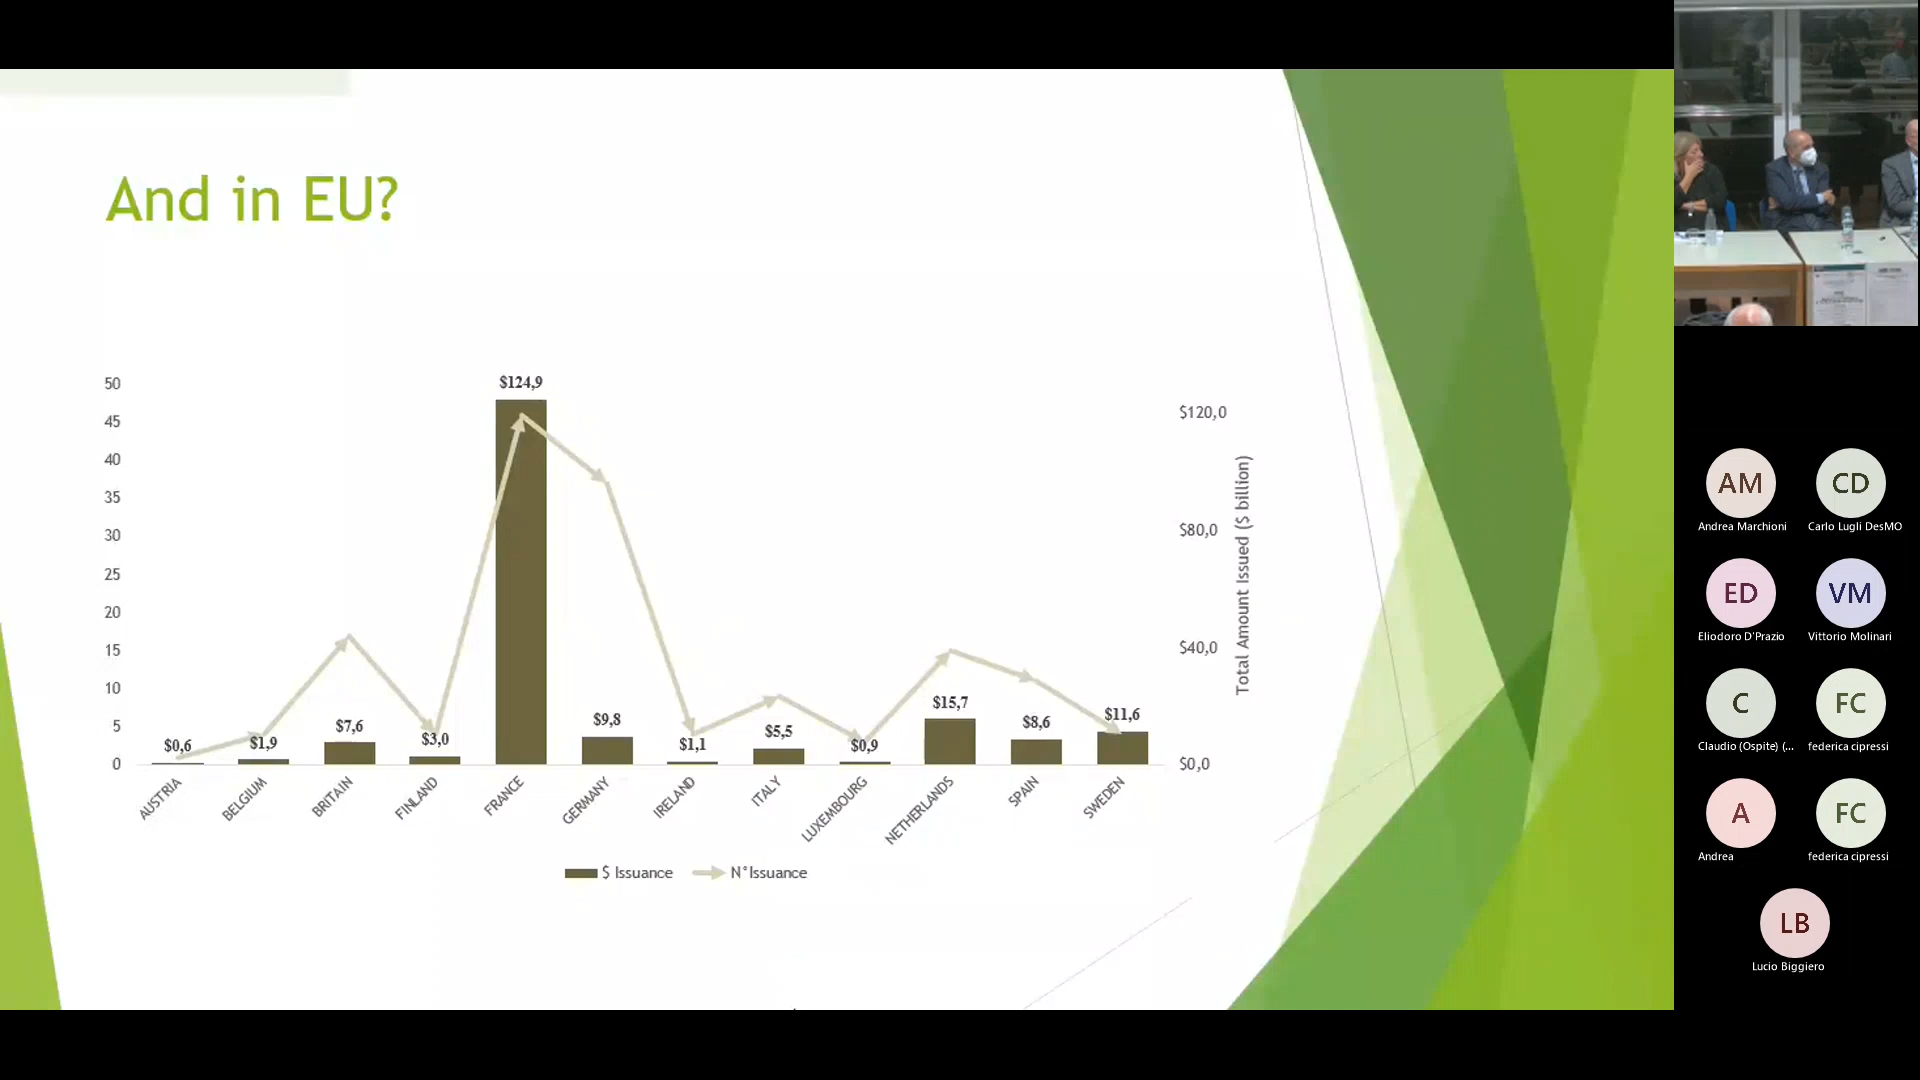 And in EU?
50
45
40
35
30
25
20
15
10
5
0
$0,6
$1,9
$7,6
$3,0
$124,9
$9,8
$1,1
$5,5
$0,9
$15,7
$8,6
$11,6
$120,0
$80,0
$40,0
$0,0
Total Amount Issued ($ billion)
AUSTRIA
BELGIUM
BRITAIN
FINLAND
FRANCE
GERMANY
IRELAND
ITALY
LUXEMBOURG
NETHERLANDS
SPAIN
SWEDEN
$ Issuance
N°Issuance
AM
Andrea Marchioni
CD
Carlo Lugli DesMO
ED
Eliodoro D'Prazio
VM
Vittorio Molinari
C
Claudio (Ospite) (...
FC
federica cipressi
A
Andrea
FC
federica cipressi
LB
Lucio Biggiero